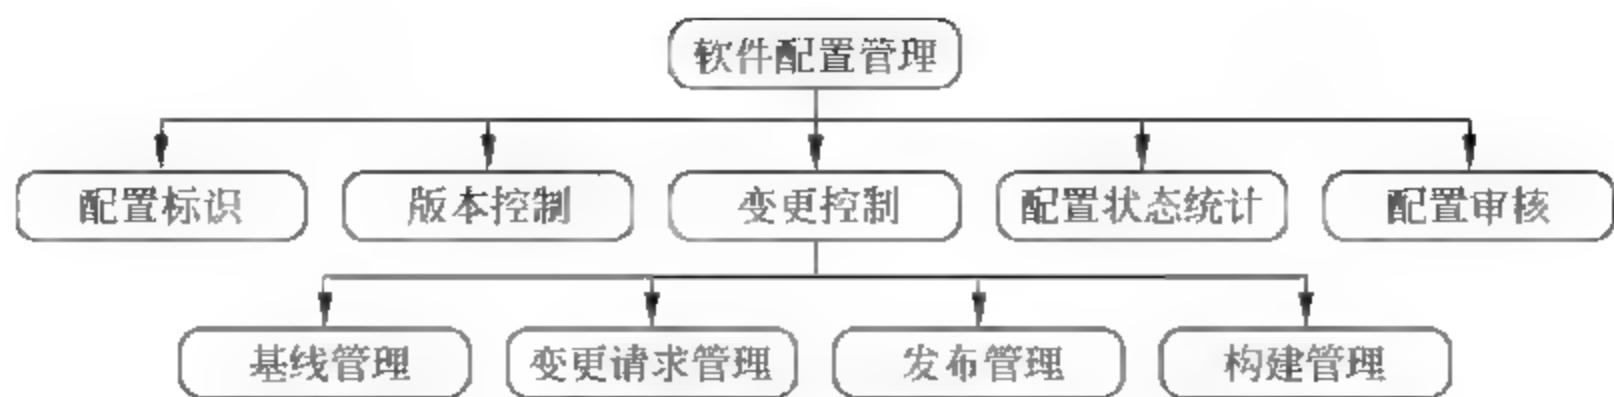 软件配置管理
配置标识
版本控制
变更控制
配置状态统计
配置审核
基线管理
变更请求管理
发布管理
构建管理